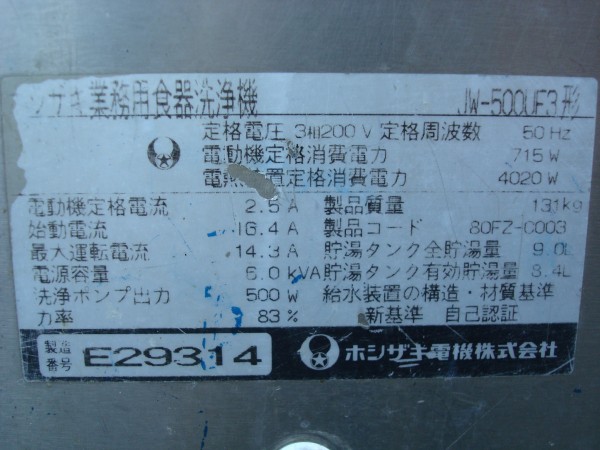 ザキ業務用食器洗浄機 JW-500UF3形
定格電圧 3相200V 定格周波数 50Hz
電動機定格消費電力 715W
電熱装置定格消費電力 4020W
電動機定格電流 2.5A 製品質量 131kg
始動電流 16.4A 製品コード 80FZ-C003
最大運転電流 14.3A 貯湯タンク全貯湯量 9.0L
電源容量 6.0kVA 貯湯タンク有効貯湯量 3.4L
洗浄ポンプ出力 500W 給水装置の構造・材質基準
力率 83% 新基準 自己認証
製造番号 E29314 ホシザキ電機株式会社